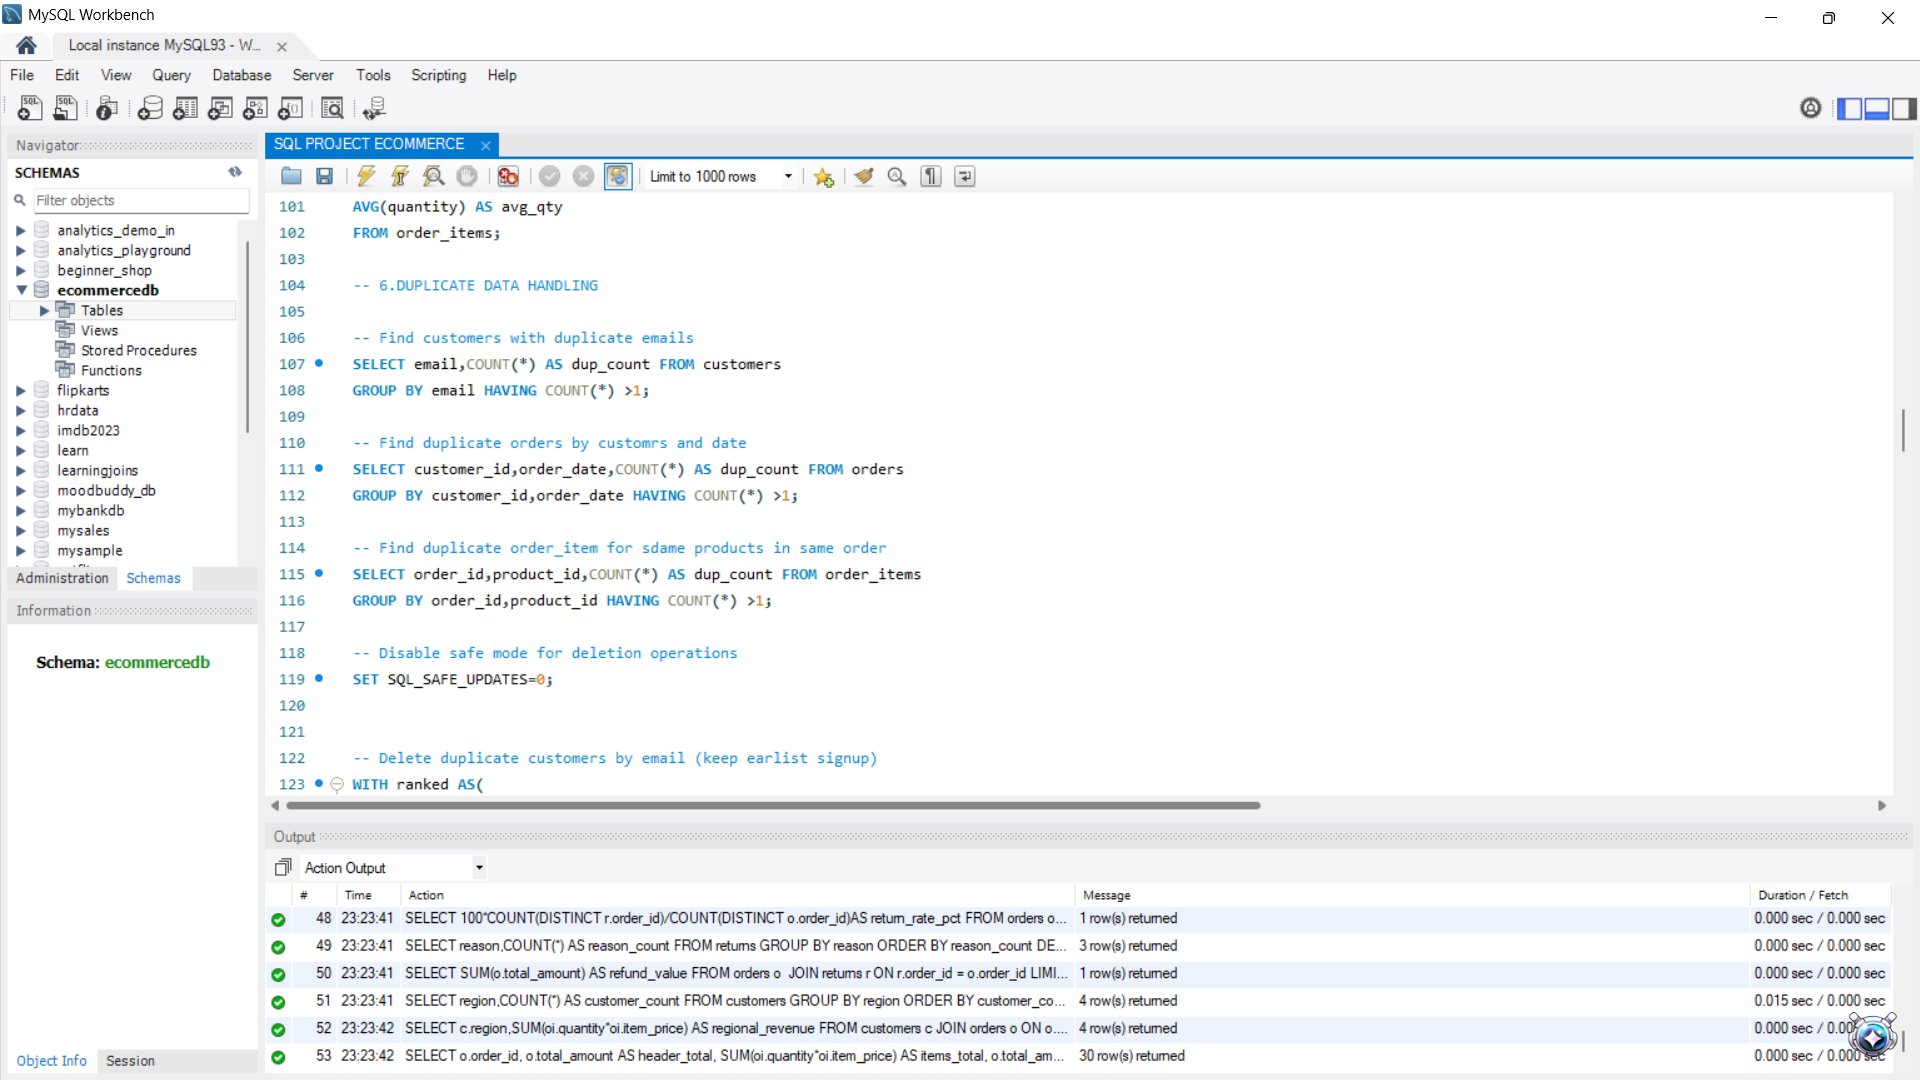 MySQL Workbench
Local instance MySQL93 - W...
File Edit View Query Database Server Tools Scripting Help
Navigator
SCHEMAS
Filter objects
analytics_demo_in
analytics_playground
beginner_shop
ecommercedb
Tables
Views
Stored Procedures
Functions
flipkarts
hrdata
imdb2023
learn
learningjoins
moodbuddy_db
mybankdb
mysales
mysample
Administration Schemas
Information
Schema: ecommercedb
Object Info Session
SQL PROJECT ECOMMERCE
Limit to 1000 rows
101 AVG(quantity) AS avg_qty
102 FROM order_items;
103
104 -- 6.DUPLICATE DATA HANDLING
105
106 -- Find customers with duplicate emails
107 SELECT email,COUNT(*) AS dup_count FROM customers
108 GROUP BY email HAVING COUNT(*) >1;
109
110 -- Find duplicate orders by customrs and date
111 SELECT customer_id,order_date,COUNT(*) AS dup_count FROM orders
112 GROUP BY customer_id,order_date HAVING COUNT(*) >1;
113
114 -- Find duplicate order_item for sdame products in same order
115 SELECT order_id,product_id,COUNT(*) AS dup_count FROM order_items
116 GROUP BY order_id,product_id HAVING COUNT(*) >1;
117
118 -- Disable safe mode for deletion operations
119 SET SQL_SAFE_UPDATES=0;
120
121
122 -- Delete duplicate customers by email (keep earlist signup)
123 WITH ranked AS(
Output
Action Output
# Time Action Message Duration / Fetch
48 23:23:41 SELECT 100*COUNT(DISTINCT r.order_id)/COUNT(DISTINCT o.order_id)AS return_rate_pct FROM orders o... 1 row(s) returned 0.000 sec / 0.000 sec
49 23:23:41 SELECT reason,COUNT(*) AS reason_count FROM returns GROUP BY reason ORDER BY reason_count DE... 3 row(s) returned 0.000 sec / 0.000 sec
50 23:23:41 SELECT SUM(o.total_amount) AS refund_value FROM orders o JOIN returns r ON r.order_id = o.order_id LIMI... 1 row(s) returned 0.000 sec / 0.000 sec
51 23:23:41 SELECT region,COUNT(*) AS customer_count FROM customers GROUP BY region ORDER BY customer_co... 4 row(s) returned 0.015 sec / 0.000 sec
52 23:23:42 SELECT c.region,SUM(oi.quantity*oi.item_price) AS regional_revenue FROM customers c JOIN orders o ON o.... 4 row(s) returned 0.000 sec /
53 23:23:42 SELECT o.order_id, o.total_amount AS header_total, SUM(oi.quantity*oi.item_price) AS items_total, o.total_am... 30 row(s) returned 0.000 sec / 0.000 sec